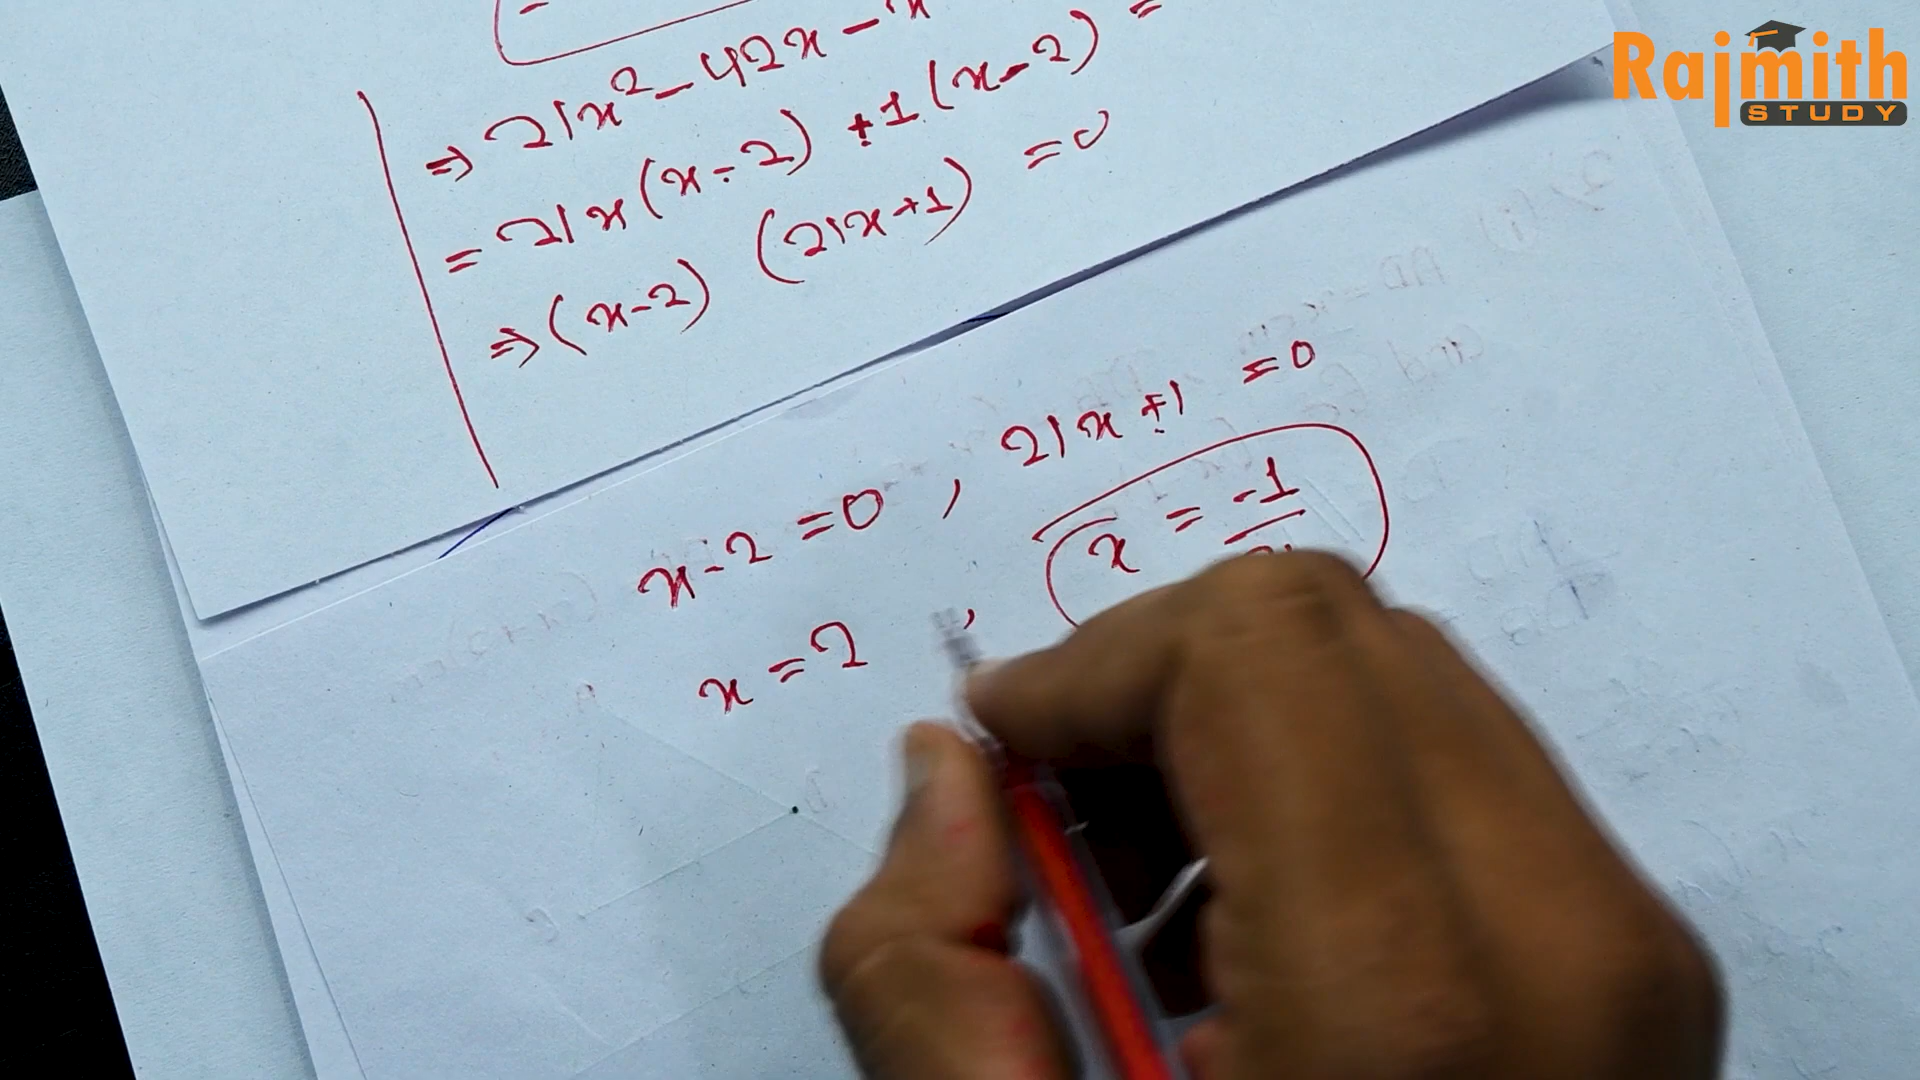 ⇒ 21x² - 42x - x
= 21x(x-2) + 1(x-2) =
⇒ (x-2) (21x+1) = 0
x-2 = 0 , 21x+1 = 0
x = 2 , x = -1/21
Rajmith
STUDY